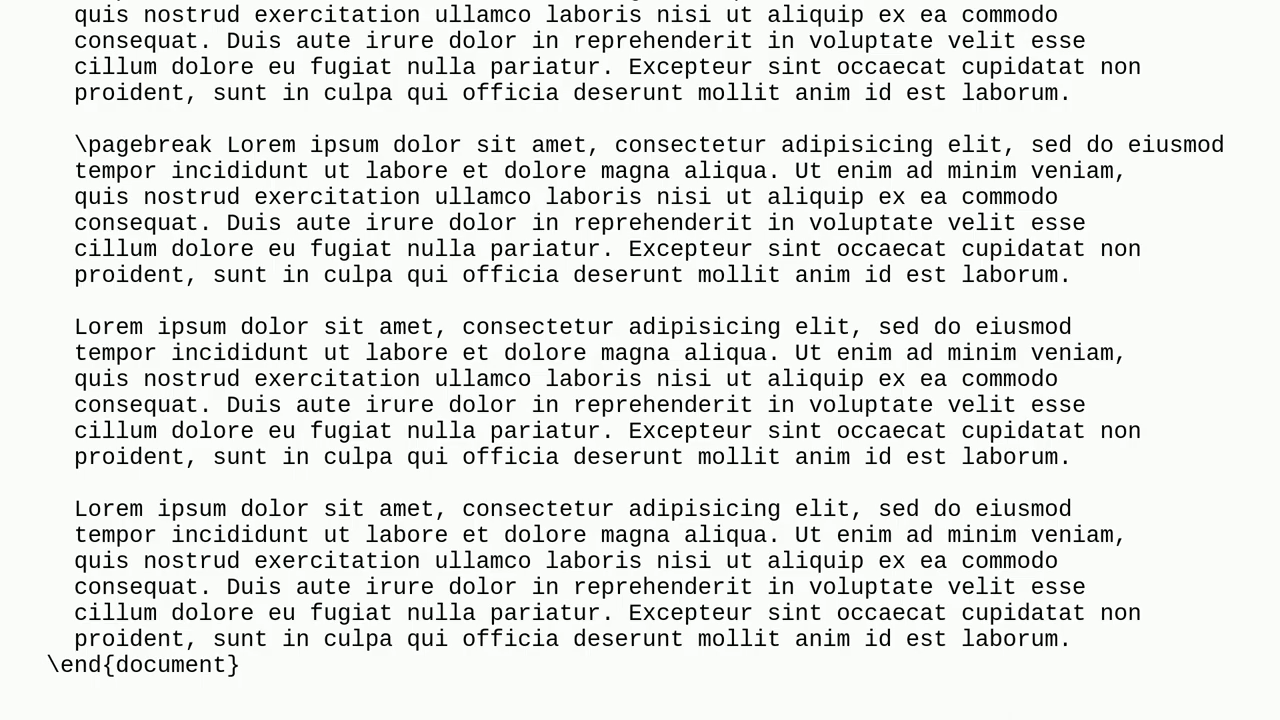 quis nostrud exercitation ullamco laboris nisi ut aliquip ex ea commodo
consequat. Duis aute irure dolor in reprehenderit in voluptate velit esse
cillum dolore eu fugiat nulla pariatur. Excepteur sint occaecat cupidatat non
proident, sunt in culpa qui officia deserunt mollit anim id est laborum.

\pagebreak Lorem ipsum dolor sit amet, consectetur adipisicing elit, sed do eiusmod
tempor incididunt ut labore et dolore magna aliqua. Ut enim ad minim veniam,
quis nostrud exercitation ullamco laboris nisi ut aliquip ex ea commodo
consequat. Duis aute irure dolor in reprehenderit in voluptate velit esse
cillum dolore eu fugiat nulla pariatur. Excepteur sint occaecat cupidatat non
proident, sunt in culpa qui officia deserunt mollit anim id est laborum.

Lorem ipsum dolor sit amet, consectetur adipisicing elit, sed do eiusmod
tempor incididunt ut labore et dolore magna aliqua. Ut enim ad minim veniam,
quis nostrud exercitation ullamco laboris nisi ut aliquip ex ea commodo
consequat. Duis aute irure dolor in reprehenderit in voluptate velit esse
cillum dolore eu fugiat nulla pariatur. Excepteur sint occaecat cupidatat non
proident, sunt in culpa qui officia deserunt mollit anim id est laborum.

Lorem ipsum dolor sit amet, consectetur adipisicing elit, sed do eiusmod
tempor incididunt ut labore et dolore magna aliqua. Ut enim ad minim veniam,
quis nostrud exercitation ullamco laboris nisi ut aliquip ex ea commodo
consequat. Duis aute irure dolor in reprehenderit in voluptate velit esse
cillum dolore eu fugiat nulla pariatur. Excepteur sint occaecat cupidatat non
proident, sunt in culpa qui officia deserunt mollit anim id est laborum.
\end{document}